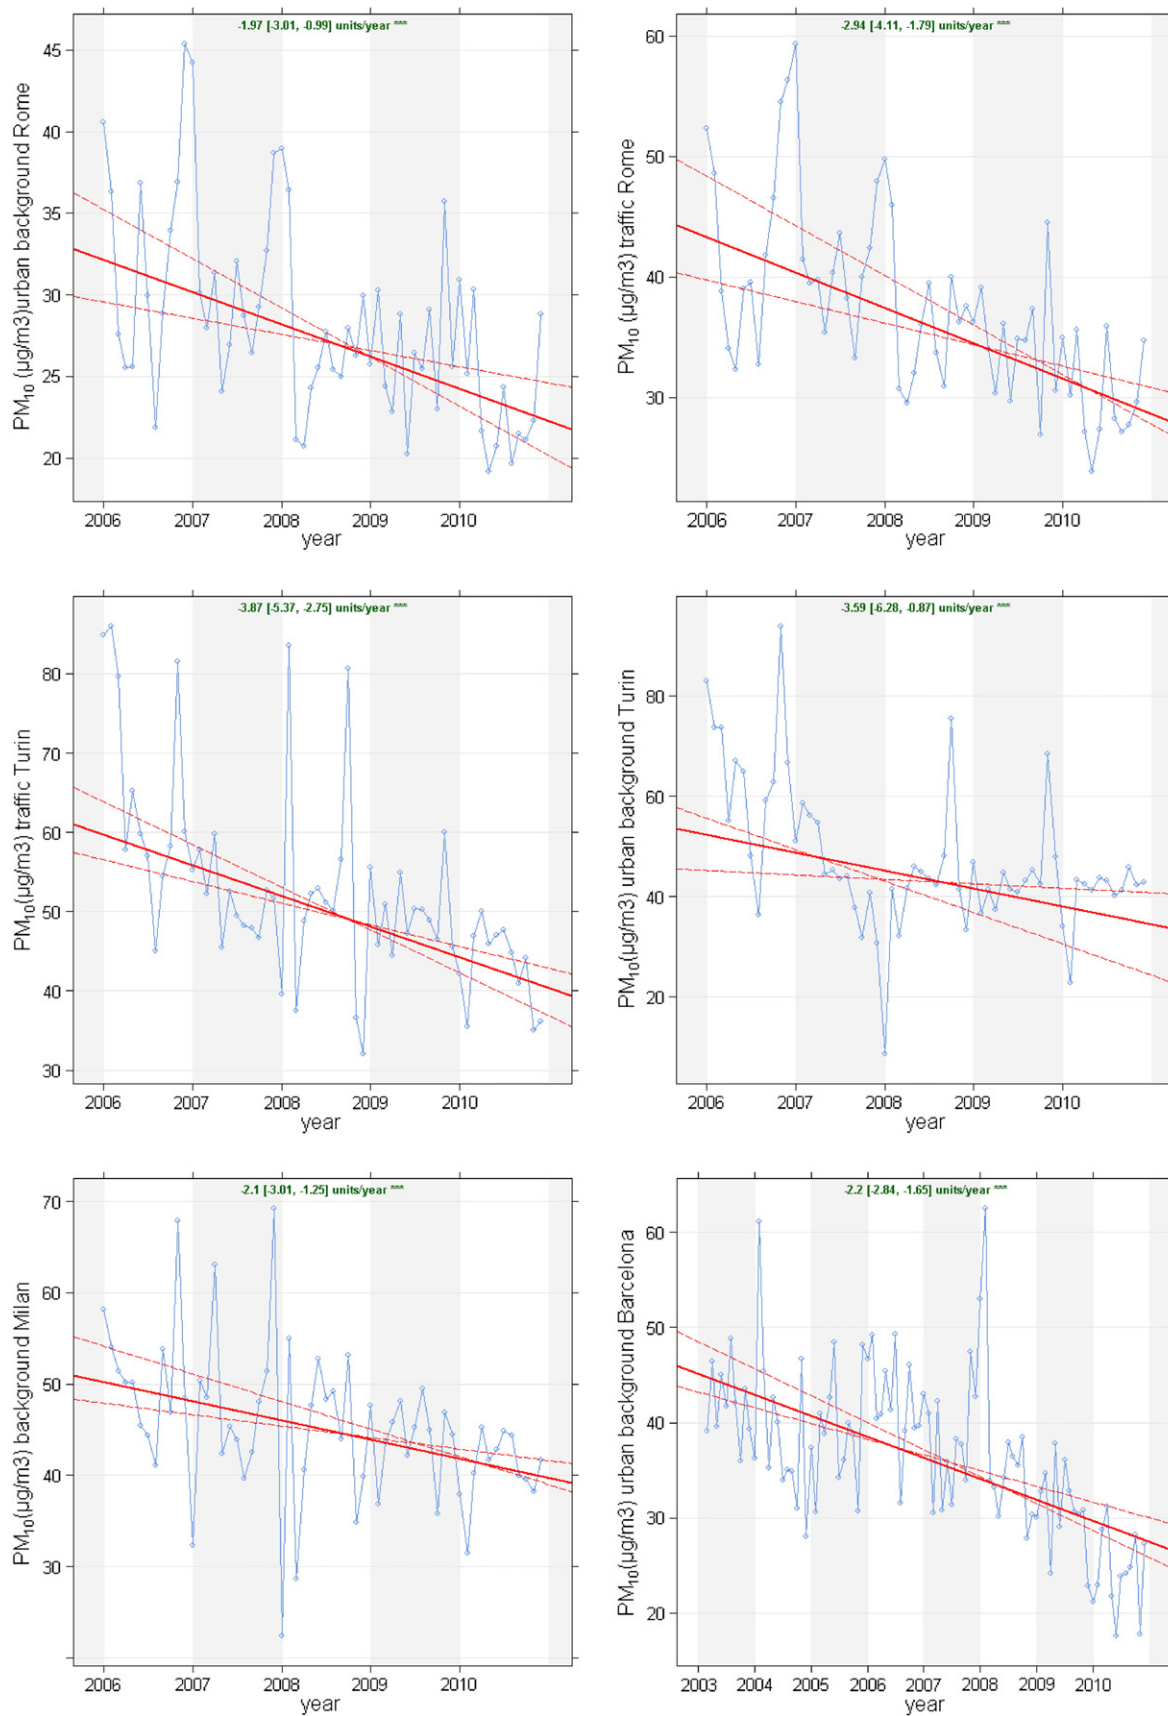 -1.97 [-3.01, -0.99] units/year ***
PM₁₀ (µg/m3)urban background Rome
45
40
35
30
25
20
2006 2007 2008 2009 2010
year
-2.94 [-4.11, -1.79] units/year ***
PM₁₀ (µg/m3) traffic Rome
60
50
40
30
2006 2007 2008 2009 2010
year
-3.87 [-5.37, -2.75] units/year ***
PM₁₀(µg/m3) traffic Turin
80
70
60
50
40
30
2006 2007 2008 2009 2010
year
-3.59 [-6.28, -0.87] units/year ***
PM₁₀(µg/m3) urban background Turin
80
60
40
20
2006 2007 2008 2009 2010
year
-2.1 [-3.01, -1.25] units/year ***
PM₁₀(µg/m3) background Milan
70
60
50
40
30
2006 2007 2008 2009 2010
year
-2.2 [-2.84, -1.65] units/year ***
PM₁₀(µg/m3) urban background Barcelona
60
50
40
30
20
2003 2004 2005 2006 2007 2008 2009 2010
year